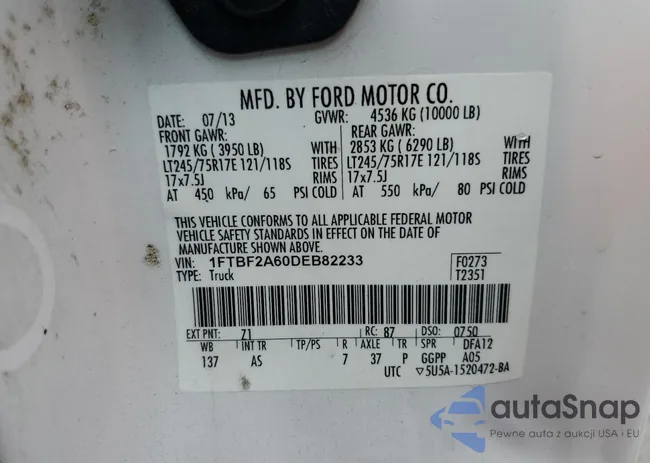 MFD. BY FORD MOTOR CO.
DATE: 07/13 GVWR: 4536 KG (10000 LB)
FRONT GAWR: REAR GAWR:
1792 KG ( 3950 LB) WITH 2853 KG ( 6290 LB) WITH
LT245/75R17E 121/118S TIRES LT245/75R17E 121/118S TIRES
17x7.5J RIMS 17x7.5J RIMS
AT 450 kPa/ 65 PSI COLD AT 550 kPa/ 80 PSI COLD
THIS VEHICLE CONFORMS TO ALL APPLICABLE FEDERAL MOTOR
VEHICLE SAFETY STANDARDS IN EFFECT ON THE DATE OF
MANUFACTURE SHOWN ABOVE.
VIN: 1FTBF2A60DEB82233 F0273
TYPE: Truck T2351
EXT PNT: 71 RC: 87 DSO: 0750
WB INT TR TP/PS R AXLE TR SPR DFA12
137 AS 7 37 P GGPP A05
UTC ▽5U5A-1520472-BA
autoSnap
Pewne auta z aukcji USA i EU